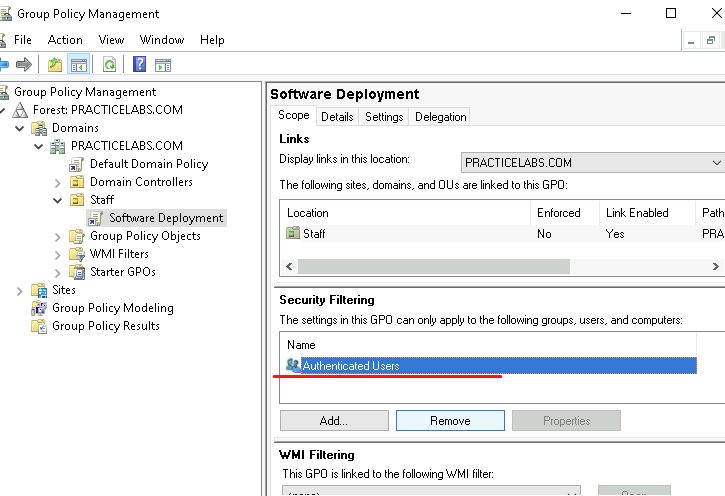 Group Policy Management
File Action View Window Help
Group Policy Management
Forest: PRACTICELABS.COM
Domains
PRACTICELABS.COM
Default Domain Policy
Domain Controllers
Staff
Software Deployment
Group Policy Objects
WMI Filters
Starter GPOs
Sites
Group Policy Modeling
Group Policy Results
Software Deployment
Scope Details Settings Delegation
Links
Display links in this location: PRACTICELABS.COM
The following sites, domains, and OUs are linked to this GPO:
Location Enforced Link Enabled Path
Staff No Yes PRA
Security Filtering
The settings in this GPO can only apply to the following groups, users, and computers:
Name
Authenticated Users
Add... Remove Properties
WMI Filtering
This GPO is linked to the following WMI filter: